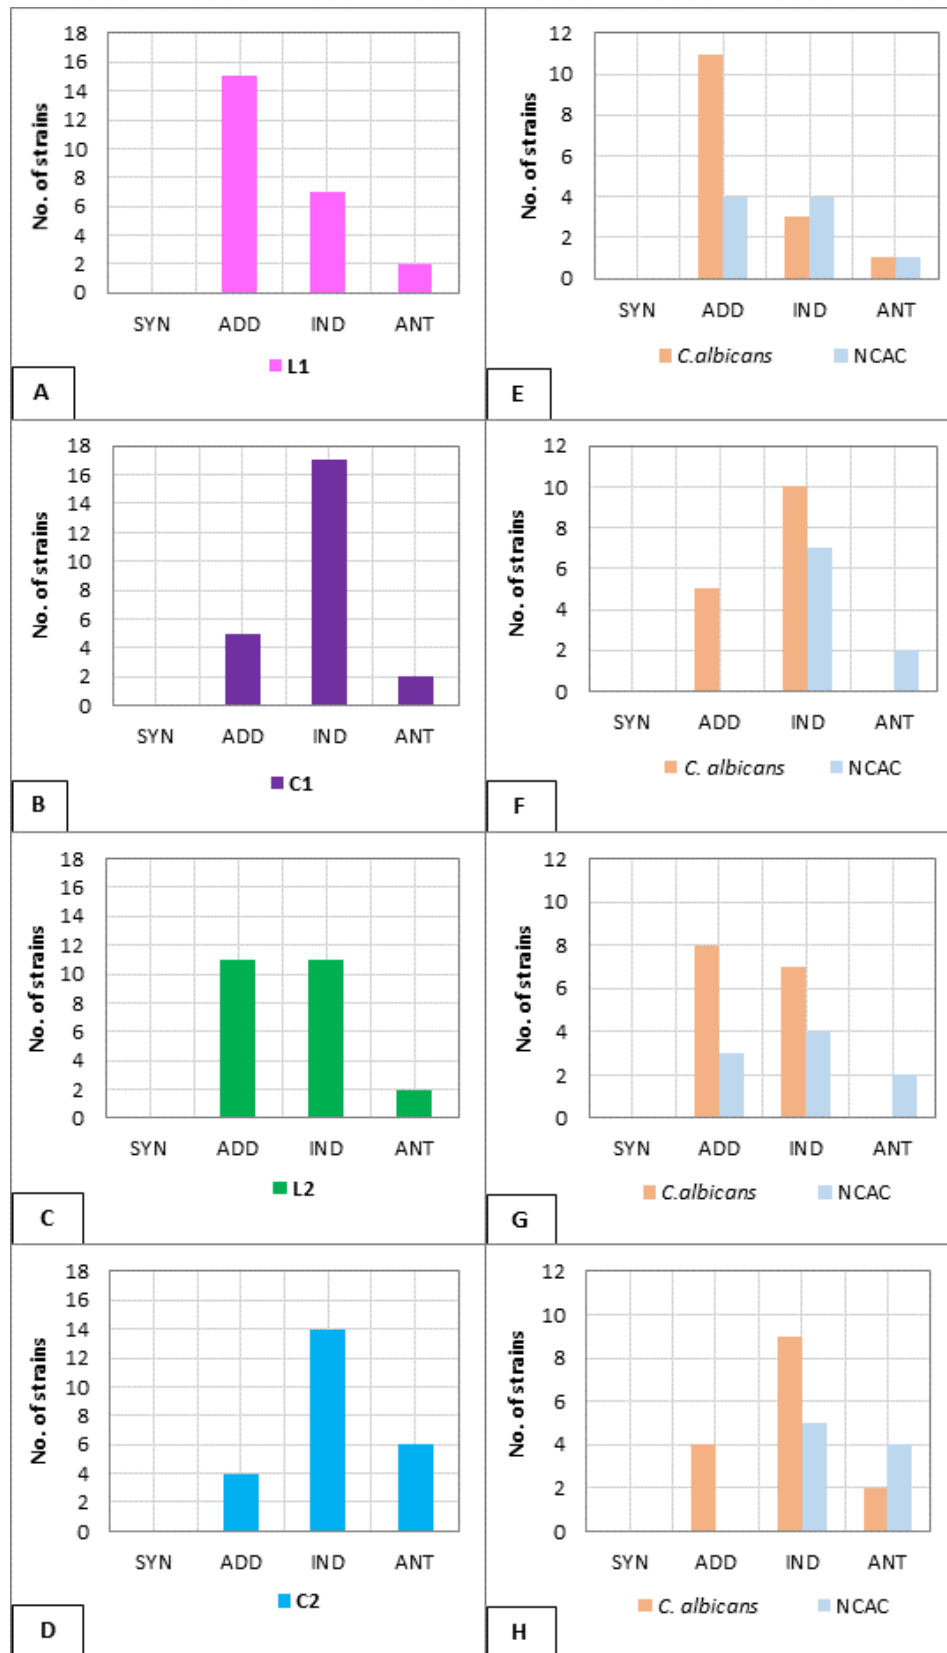 No. of strains
18
16
14
12
10
8
6
4
2
0
SYN ADD IND ANT
L1
A
No. of strains
12
10
8
6
4
2
0
SYN ADD IND ANT
C.albicans NCAC
E
No. of strains
18
16
14
12
10
8
6
4
2
0
SYN ADD IND ANT
C1
B
No. of strains
12
10
8
6
4
2
0
SYN ADD IND ANT
C. albicans NCAC
F
No. of strains
18
16
14
12
10
8
6
4
2
0
SYN ADD IND ANT
L2
C
No. of strains
12
10
8
6
4
2
0
SYN ADD IND ANT
C.albicans NCAC
G
No. of strains
18
16
14
12
10
8
6
4
2
0
SYN ADD IND ANT
C2
D
No. of strains
12
10
8
6
4
2
0
SYN ADD IND ANT
C. albicans NCAC
H